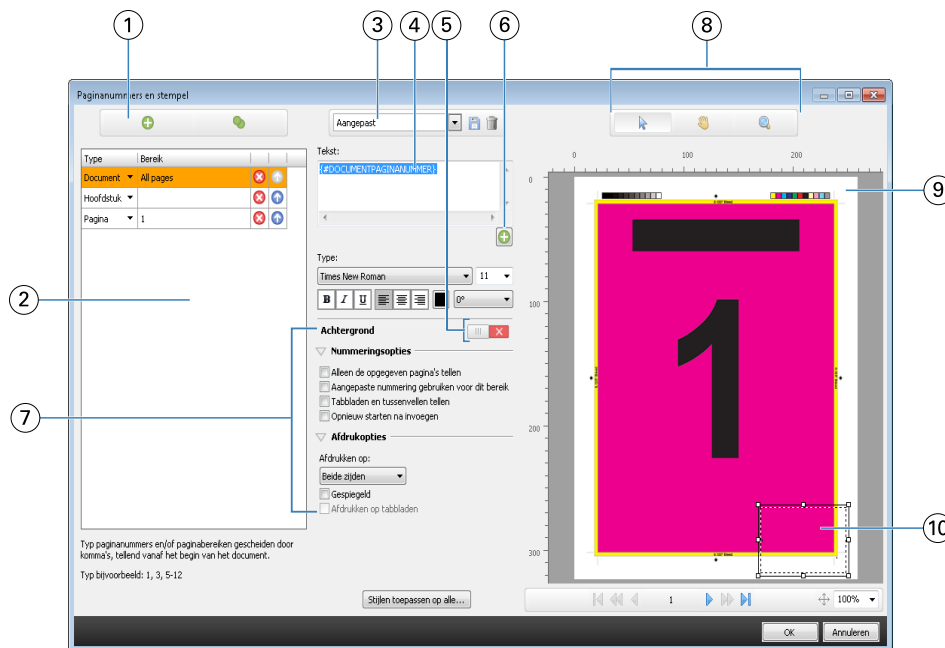 1
3
4
5
6
8
Paginanummers en stempel
Aangepast
Type
Bereik
Document
All pages
Hoofdstuk
Pagina
1
2
Tekst:
{#DOCUMENTPAGINANUMMER}
Type:
Times New Roman
11
B I U
0°
Achtergrond
Nummeringsopties
Alleen de opgegeven pagina's tellen
Aangepaste nummering gebruiken voor dit bereik
Tabbladen en tussenvellen tellen
Opnieuw starten na invoegen
7
Afdrukopties
Afdrukken op:
Beide zijden
Gespiegeld
Afdrukken op tabbladen
Typ paginanummers en/of paginabereiken gescheiden door
komma's, tellend vanaf het begin van het document.
Typ bijvoorbeeld: 1, 3, 5-12
Stijlen toepassen op alle...
0
100
200
0
100
200
300
9
1
10
1
100%
OK
Annuleren